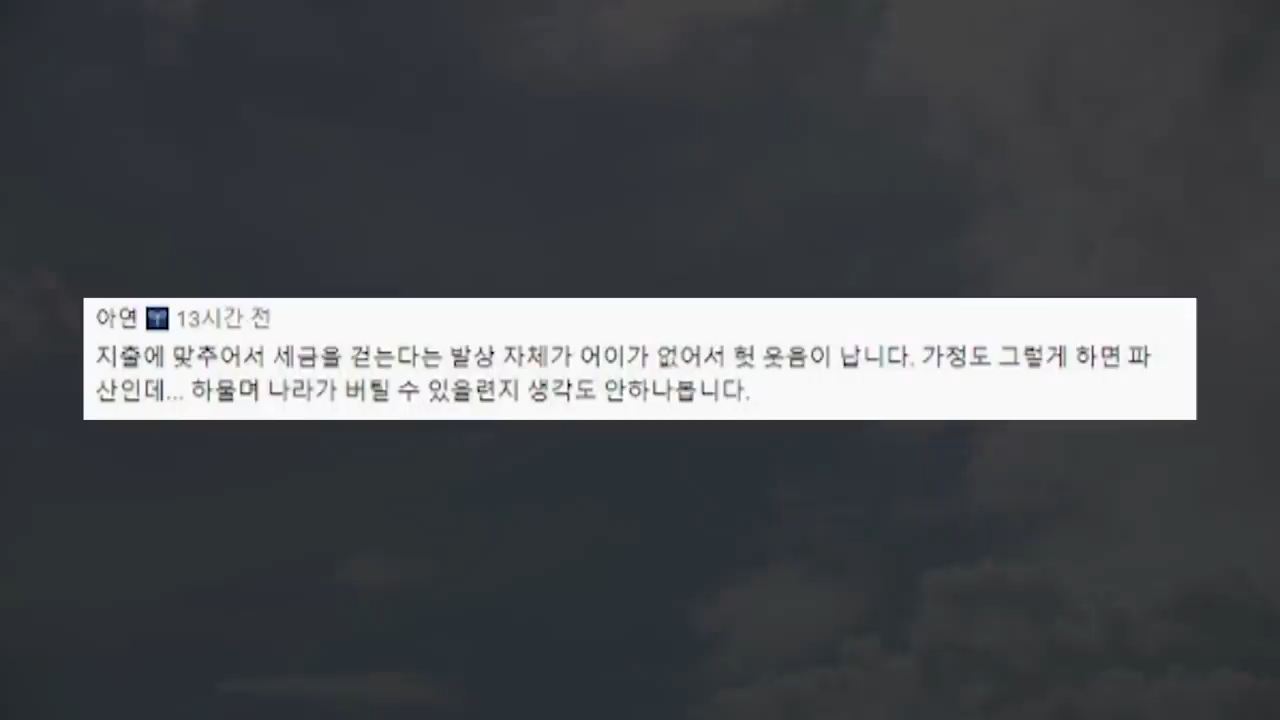 아연 13시간 전
지출에 맞추어서 세금을 걷는다는 발상 자체가 어이가 없어서 헛 웃음이 납니다. 가정도 그렇게 하면 파
산인데... 하물며 나라가 버틸 수 있을련지 생각도 안하나봅니다.